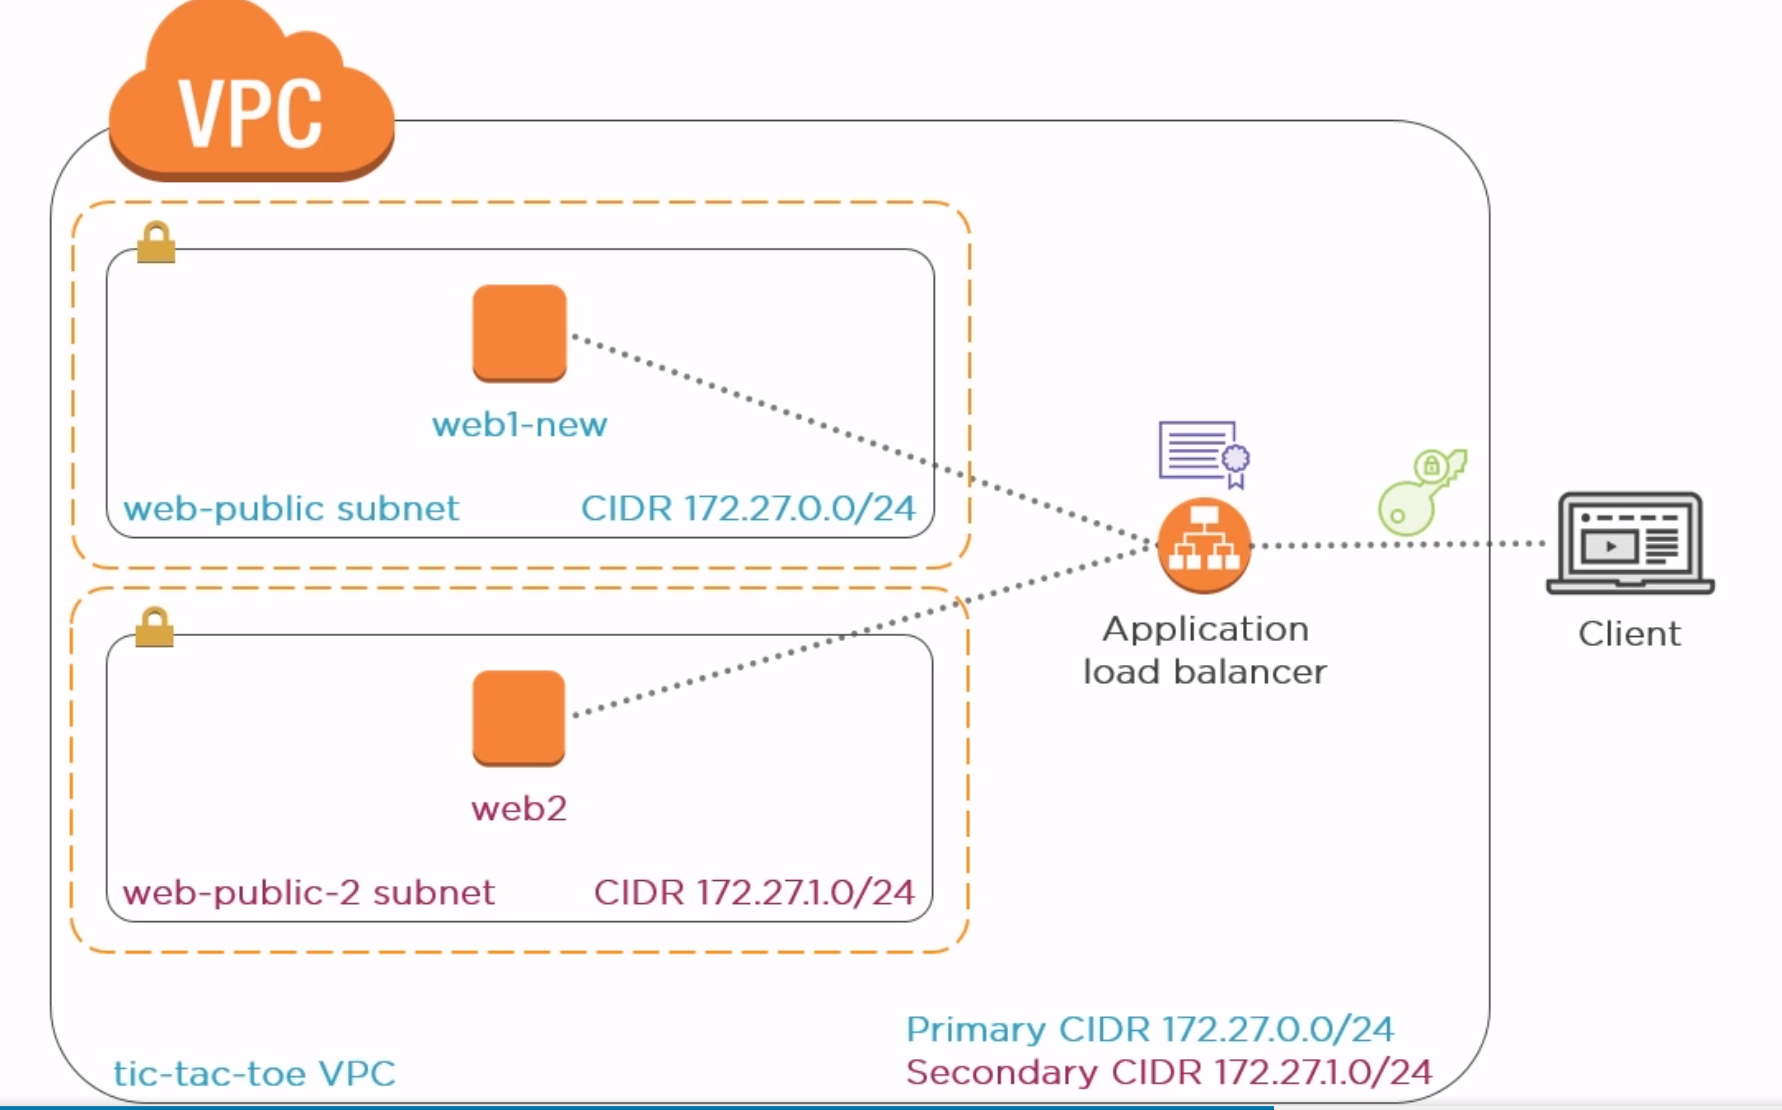 VPC
web1-new
web-public subnet CIDR 172.27.0.0/24
web2
web-public-2 subnet CIDR 172.27.1.0/24
Application
load balancer
Client
Primary CIDR 172.27.0.0/24
Secondary CIDR 172.27.1.0/24
tic-tac-toe VPC